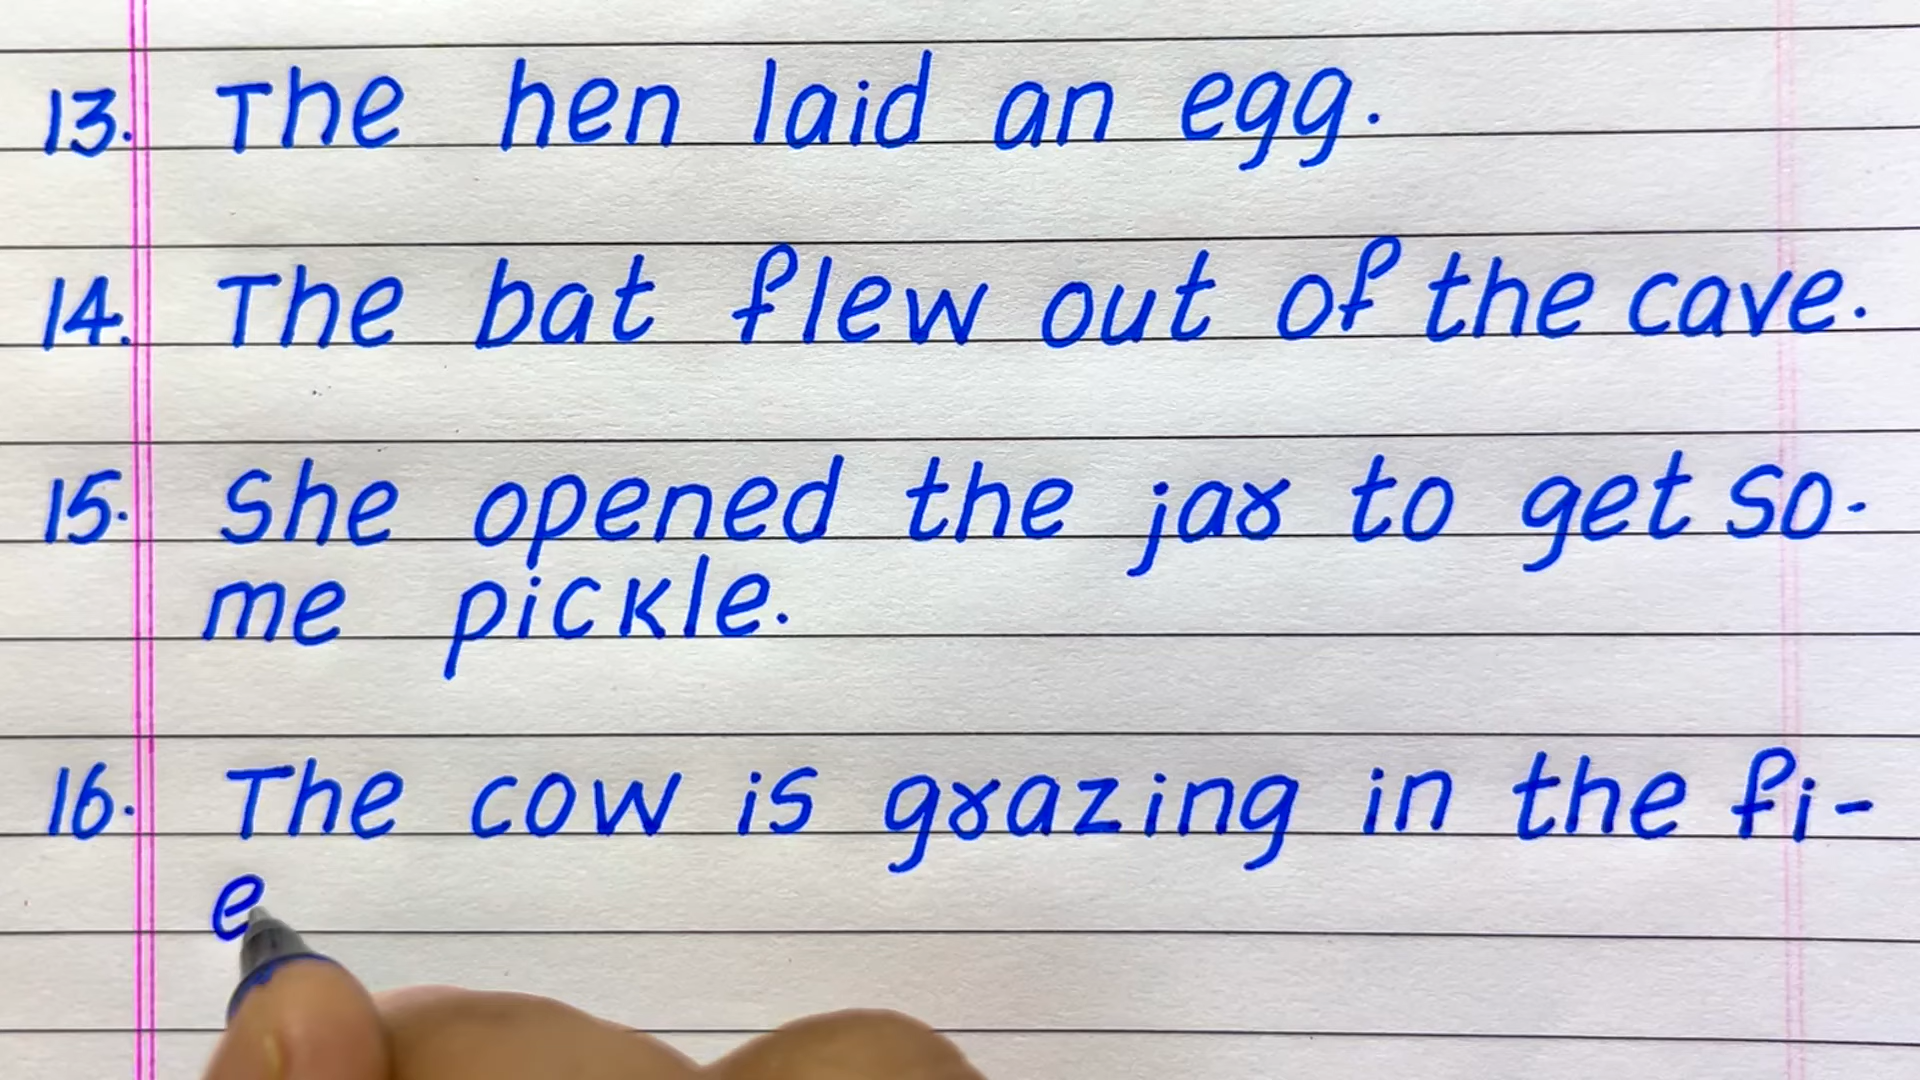 13. The hen laid an egg.
14. The bat flew out of the cave.
15. She opened the jar to get so-
me pickle.
16. The cow is grazing in the fi-
e